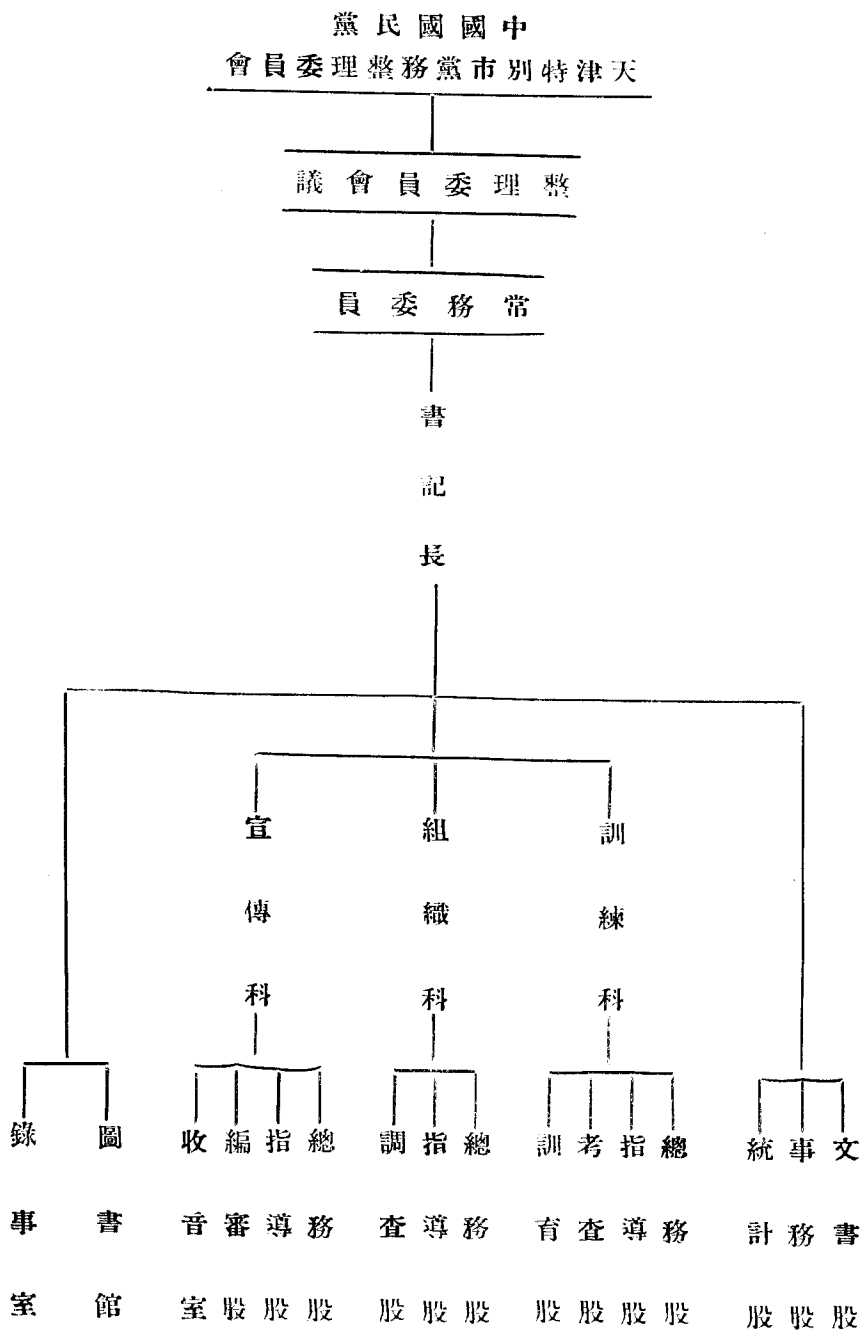 中國國民黨
天津特別市黨務整理委員會
整理委員會議
常務委員
書記長
訓練科
組織科
宣傳科
文書股
事務股
統計股
總務股
指導股
考查股
訓育股
總務股
指導股
調查股
總務股
指導股
編審股
收音室
圖書館
錄事室